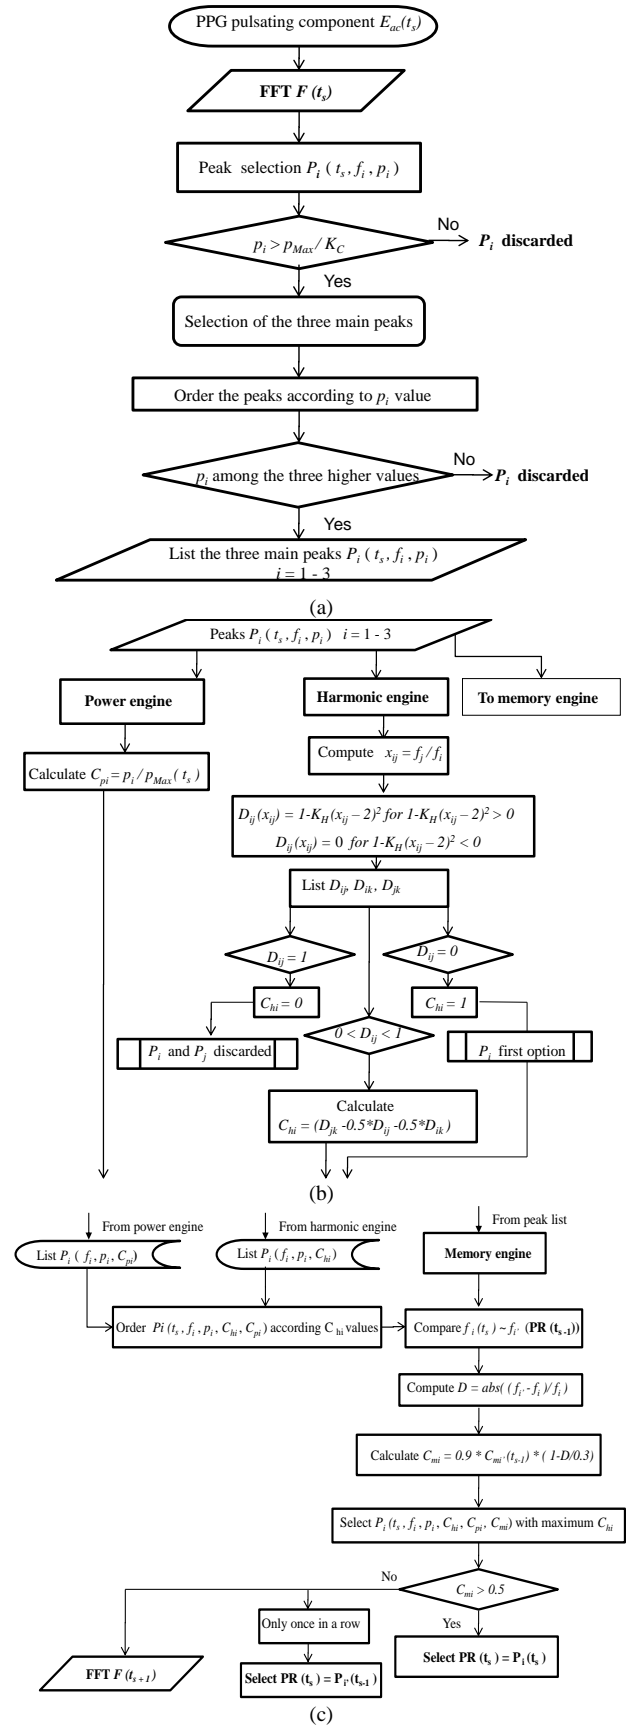 PPG pulsating component E_ac(t_s)
FFT F (t_s)
Peak selection P_i ( t_s , f_i , p_i )
p_i > p_Max / K_C
No
P_i discarded
Yes
Selection of the three main peaks
Order the peaks according to p_i value
p_i among the three higher values
No
P_i discarded
Yes
List the three main peaks P_i ( t_s , f_i , p_i )
i = 1 - 3
(a)
Peaks P_i ( t_s , f_i , p_i ) i = 1 - 3
Power engine
Harmonic engine
To memory engine
Compute x_ij = f_j / f_i
Calculate C_pi = p_i / p_Max ( t_s )
D_ij (x_ij) = 1-K_H(x_ij – 2)² for 1-K_H(x_ij – 2)² > 0
D_ij (x_ij) = 0 for 1-K_H(x_ij – 2)² < 0
List D_ij, D_ik, D_jk
D_ij = 1
D_ij = 0
C_hi = 0
C_hi = 1
0 < D_ij < 1
P_i and P_j discarded
P_i first option
Calculate
C_hi = (D_jk -0.5*D_ij -0.5*D_ik )
(b)
From power engine
From harmonic engine
From peak list
List P_i ( f_i , p_i , C_pi )
List P_i ( f_i , p_i , C_hi )
Memory engine
Order Pi ( t_s , f_i , p_i , C_hi , C_pi ) according C_hi values
Compare f_i (t_s ) ~ f_i' (PR (t_s-1))
Compute D = abs( ( f_i' - f_i ) / f_i )
Calculate C_mi = 0.9 * C_mi' (t_s-1) * ( 1-D/0.3)
Select P_i ( t_s , f_i , p_i , C_hi , C_pi , C_mi ) with maximum C_hi
No
C_mi > 0.5
Only once in a row
Yes
FFT F (t_s+1 )
Select PR (t_s ) = P_i' (t_s-1)
Select PR (t_s ) = P_i (t_s )
(c)